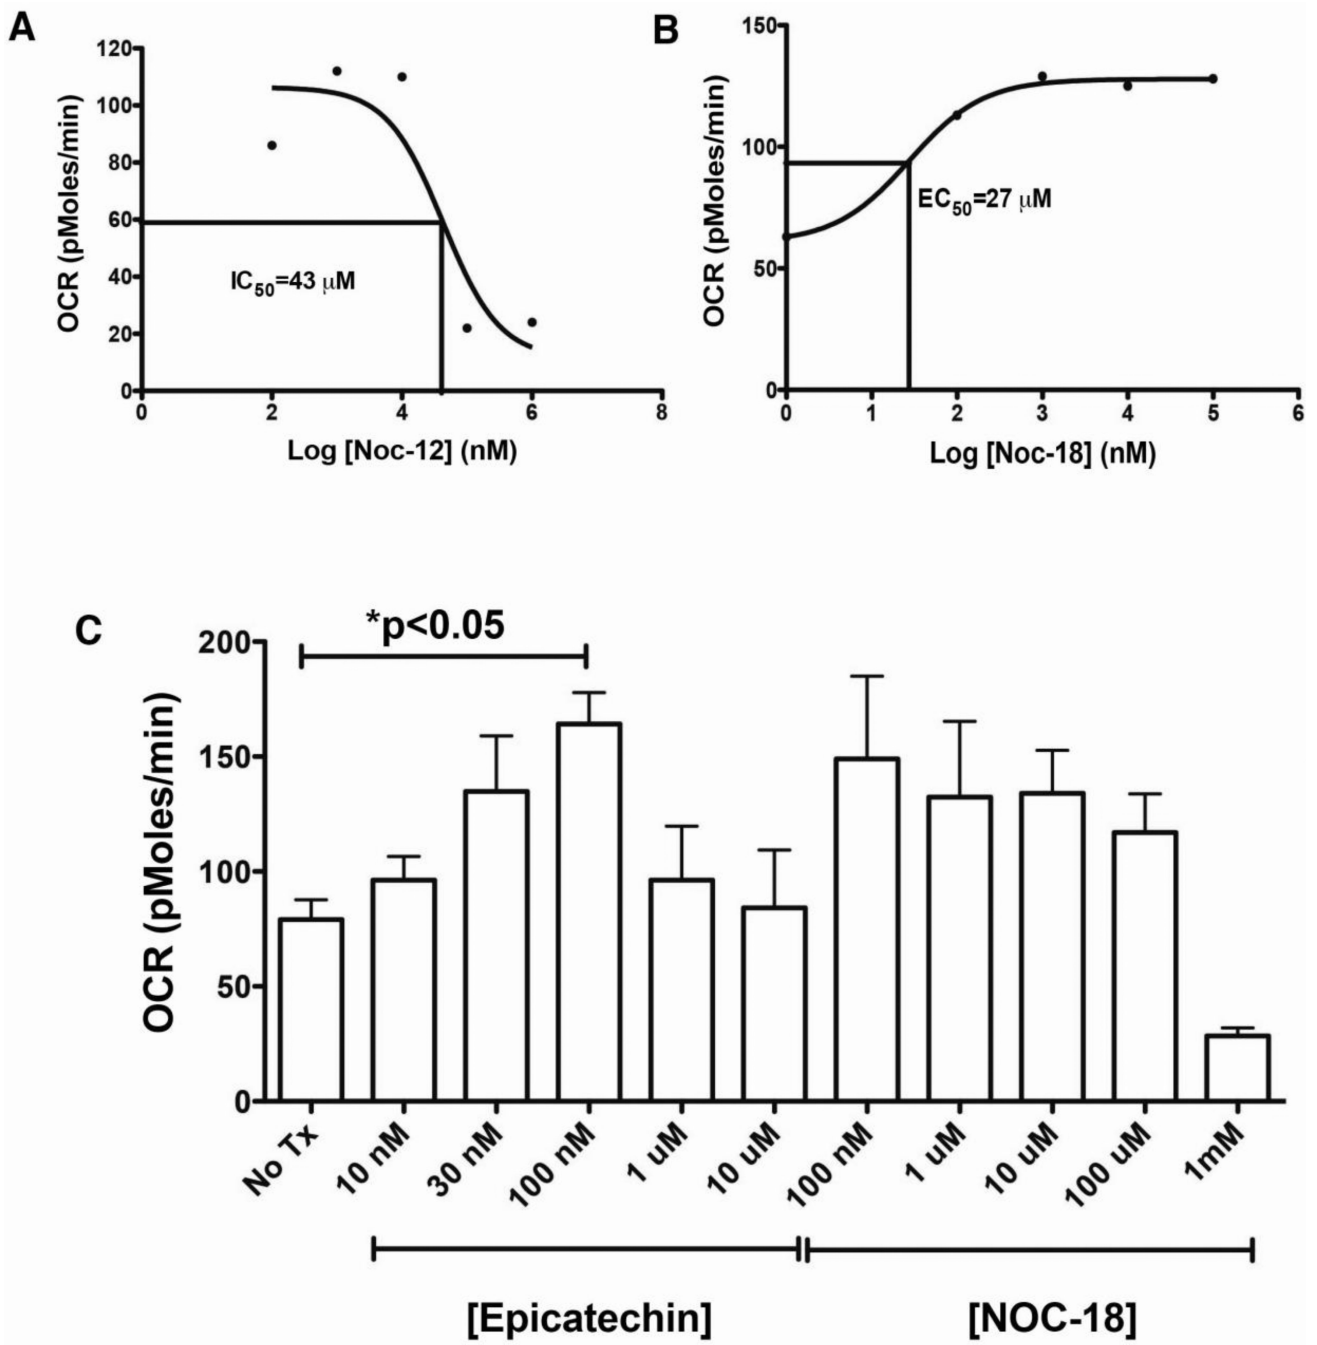 A
120
100
80
60
40
20
0
OCR (pMoles/min)
IC50=43 μM
0 2 4 6 8
Log [Noc-12] (nM)
B
150
100
50
0
OCR (pMoles/min)
EC50=27 μM
0 1 2 3 4 5 6
Log [Noc-18] (nM)
C
*p<0.05
200
150
100
50
0
OCR (pMoles/min)
No Tx
10 nM
30 nM
100 nM
1 uM
10 uM
100 nM
1 uM
10 uM
100 uM
1mM
[Epicatechin]
[NOC-18]